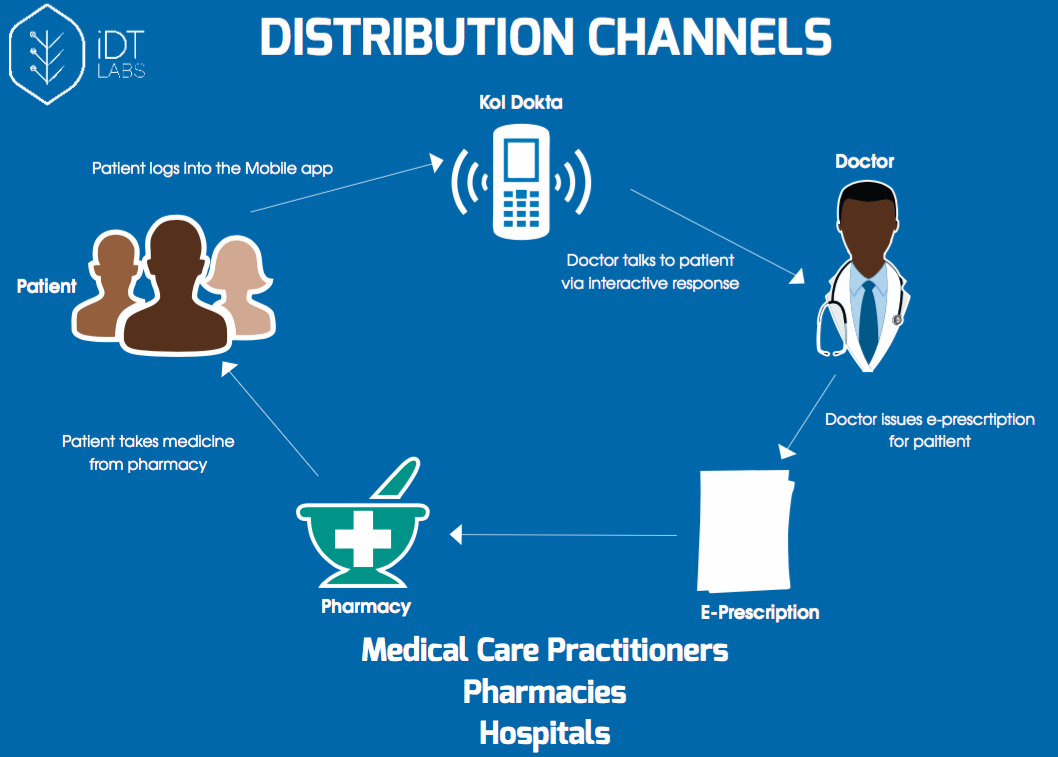 iDT
LABS
DISTRIBUTION CHANNELS
Kol Dokta
Patient logs into the Mobile app
Doctor
Doctor talks to patient
via interactive response
Patient
Doctor issues e-prescrtiption
for paitient
Patient takes medicine
from pharmacy
Pharmacy
E-Prescription
Medical Care Practitioners
Pharmacies
Hospitals